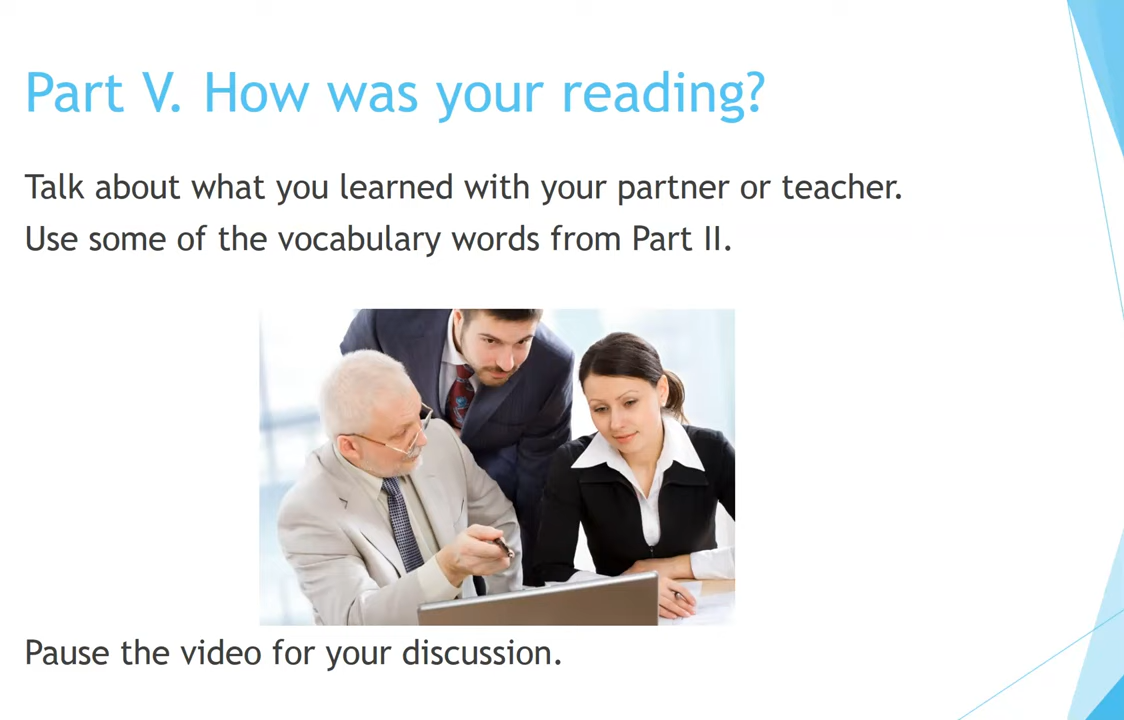 Part V. How was your reading?
Talk about what you learned with your partner or teacher.
Use some of the vocabulary words from Part II.
Pause the video for your discussion.